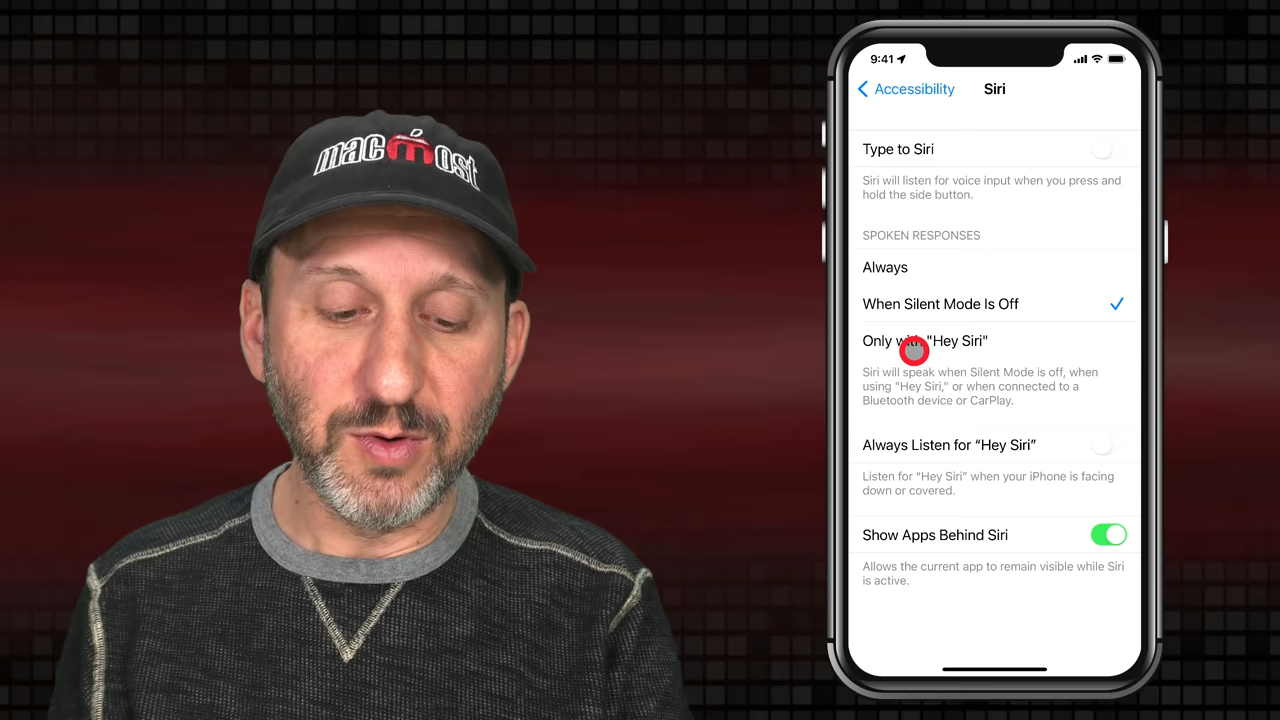 macmost
9:41
Accessibility
Siri
Type to Siri
Siri will listen for voice input when you press and
hold the side button.
SPOKEN RESPONSES
Always
When Silent Mode Is Off
Only with "Hey Siri"
Siri will speak when Silent Mode is off, when
using "Hey Siri," or when connected to a
Bluetooth device or CarPlay.
Always Listen for “Hey Siri”
Listen for “Hey Siri” when your iPhone is facing
down or covered.
Show Apps Behind Siri
Allows the current app to remain visible while Siri
is active.